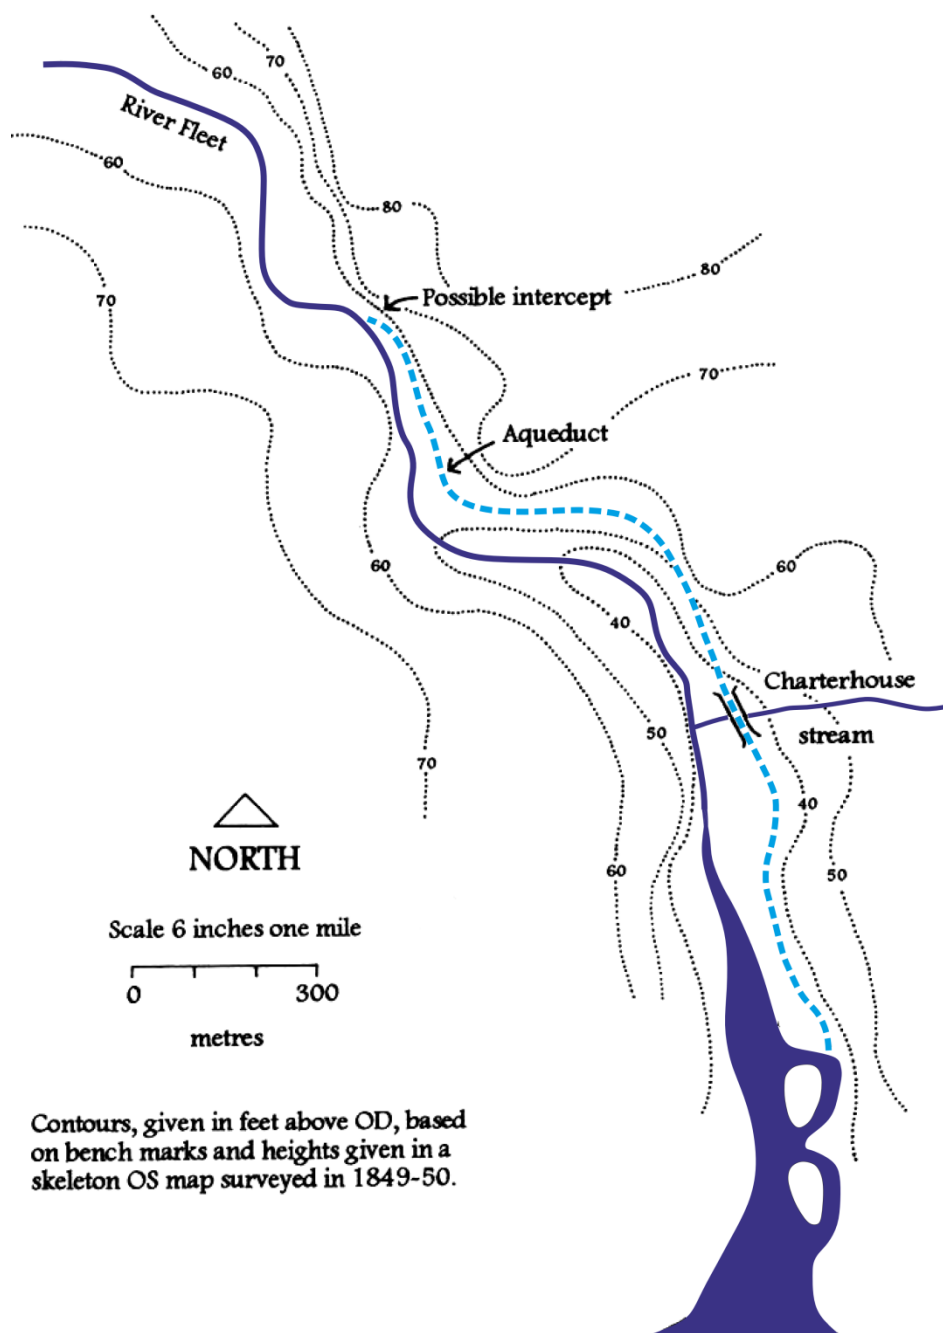 70
60
River Fleet
60
80
80
70
Possible intercept
70
Aqueduct
60
60
40
Charterhouse
stream
50
70
40
NORTH
60
50
Scale 6 inches one mile
0
300
metres
Contours, given in feet above OD, based
on bench marks and heights given in a
skeleton OS map surveyed in 1849-50.